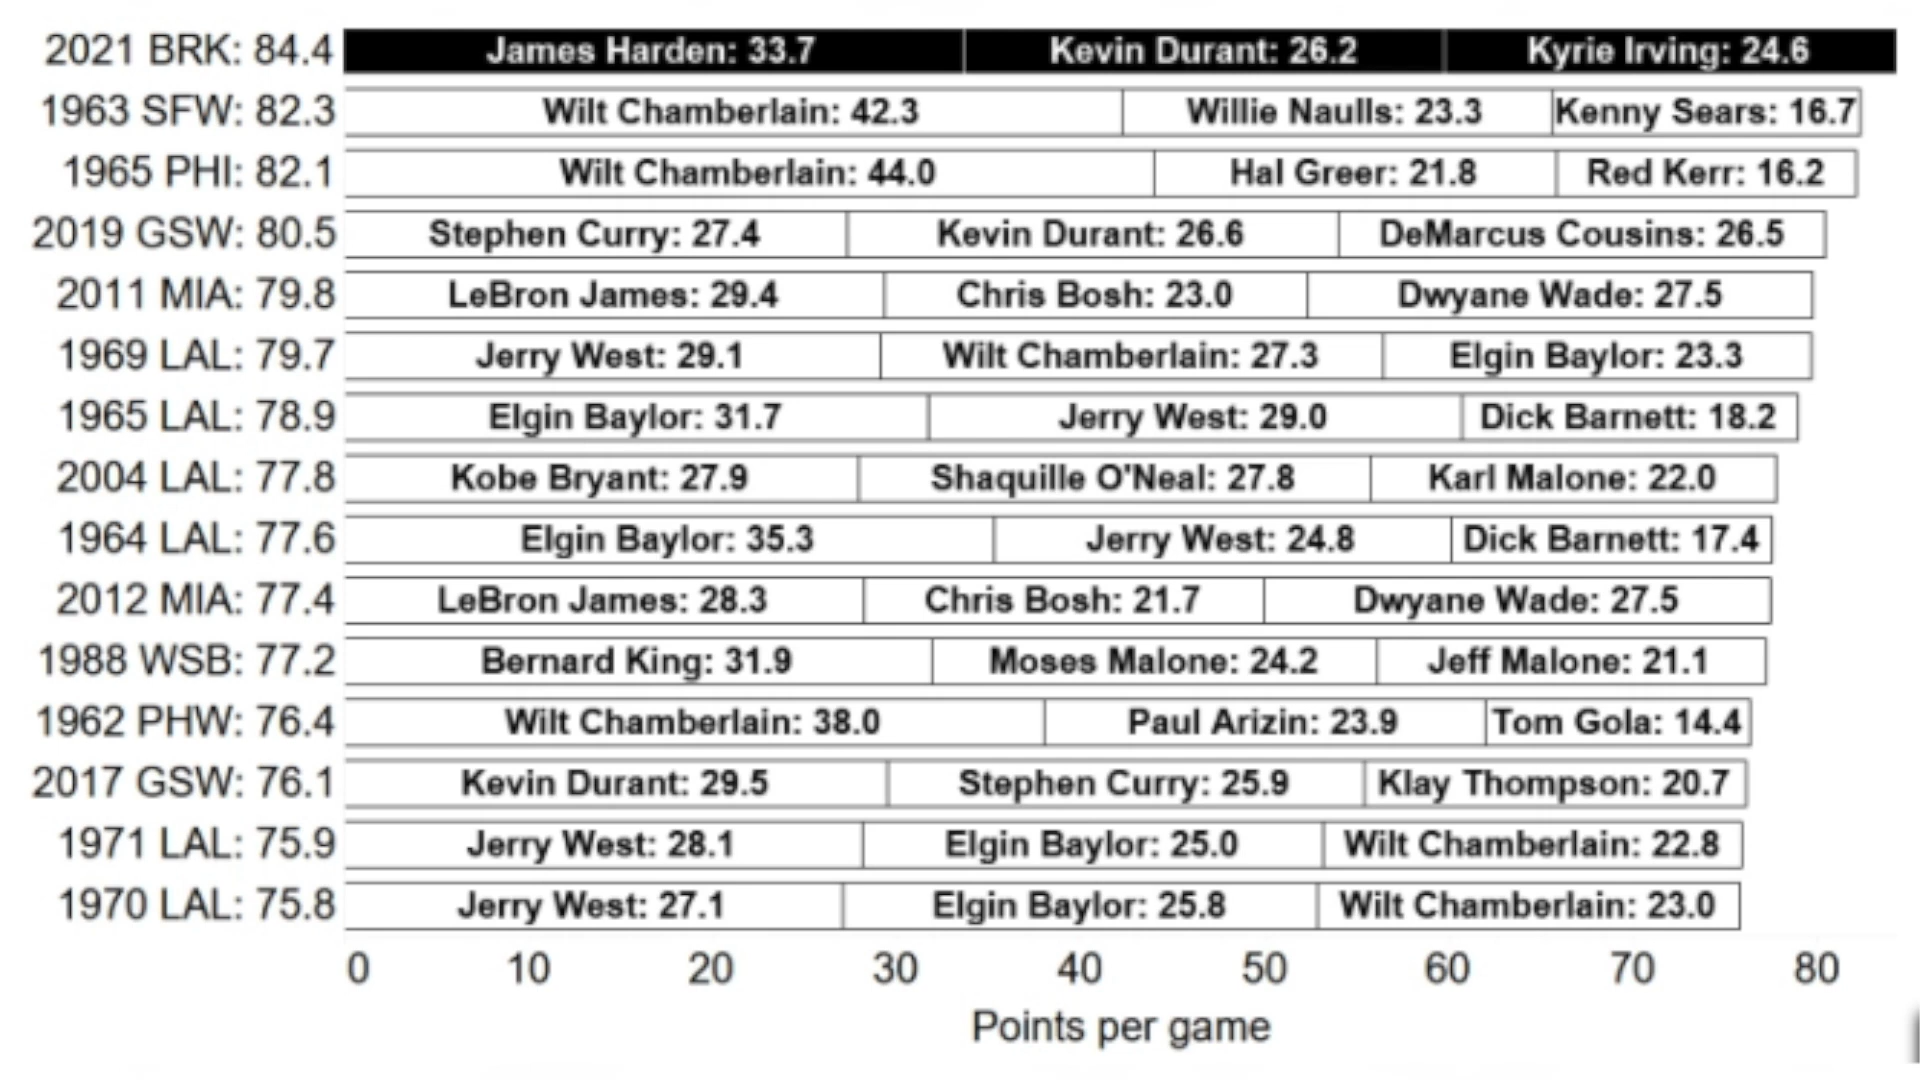 2021 BRK: 84.4 James Harden: 33.7 Kevin Durant: 26.2 Kyrie Irving: 24.6
1963 SFW: 82.3 Wilt Chamberlain: 42.3 Willie Naulls: 23.3 Kenny Sears: 16.7
1965 PHI: 82.1 Wilt Chamberlain: 44.0 Hal Greer: 21.8 Red Kerr: 16.2
2019 GSW: 80.5 Stephen Curry: 27.4 Kevin Durant: 26.6 DeMarcus Cousins: 26.5
2011 MIA: 79.8 LeBron James: 29.4 Chris Bosh: 23.0 Dwyane Wade: 27.5
1969 LAL: 79.7 Jerry West: 29.1 Wilt Chamberlain: 27.3 Elgin Baylor: 23.3
1965 LAL: 78.9 Elgin Baylor: 31.7 Jerry West: 29.0 Dick Barnett: 18.2
2004 LAL: 77.8 Kobe Bryant: 27.9 Shaquille O'Neal: 27.8 Karl Malone: 22.0
1964 LAL: 77.6 Elgin Baylor: 35.3 Jerry West: 24.8 Dick Barnett: 17.4
2012 MIA: 77.4 LeBron James: 28.3 Chris Bosh: 21.7 Dwyane Wade: 27.5
1988 WSB: 77.2 Bernard King: 31.9 Moses Malone: 24.2 Jeff Malone: 21.1
1962 PHW: 76.4 Wilt Chamberlain: 38.0 Paul Arizin: 23.9 Tom Gola: 14.4
2017 GSW: 76.1 Kevin Durant: 29.5 Stephen Curry: 25.9 Klay Thompson: 20.7
1971 LAL: 75.9 Jerry West: 28.1 Elgin Baylor: 25.0 Wilt Chamberlain: 22.8
1970 LAL: 75.8 Jerry West: 27.1 Elgin Baylor: 25.8 Wilt Chamberlain: 23.0
0 10 20 30 40 50 60 70 80
Points per game